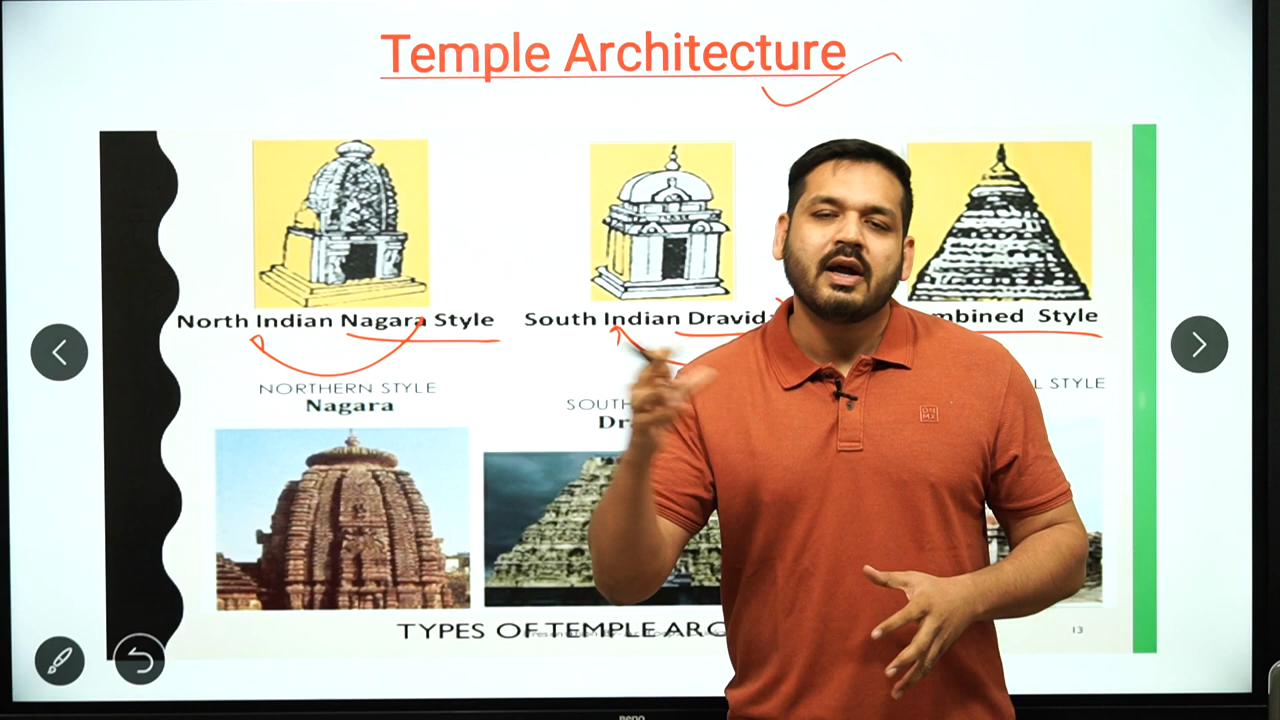 Temple Architecture
North Indian Nagara Style
South Indian Dravid
mbined Style
NORTHERN STYLE
Nagara
SOUTH
Dr
L STYLE
TYPES OF TEMPLE ARC
13